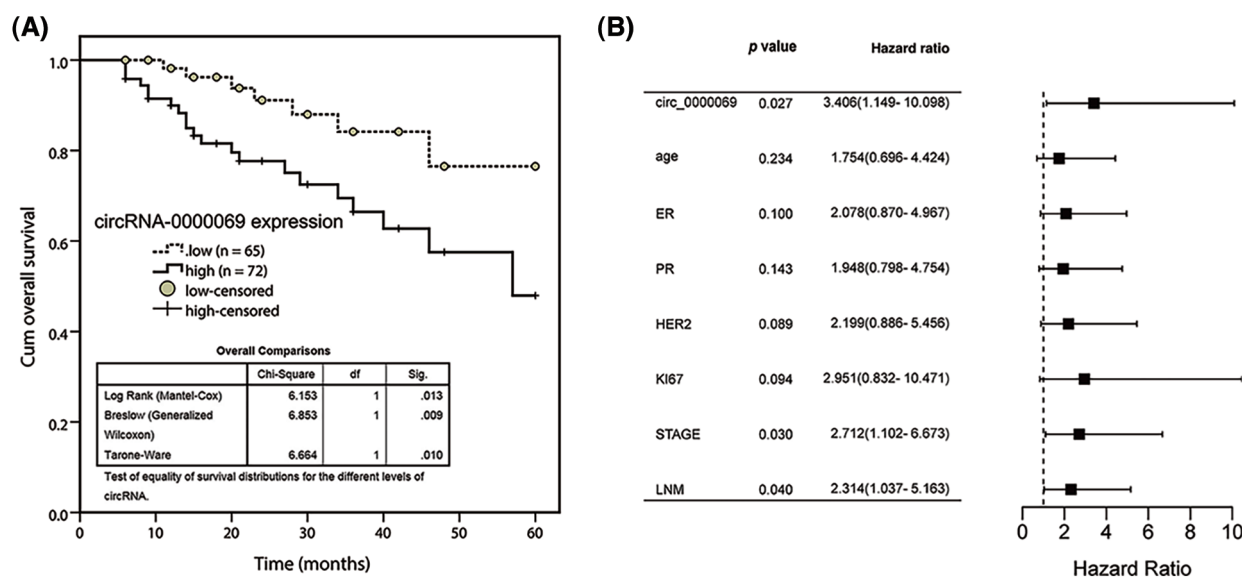 (A)
1.0
0.8
0.6
0.4
0.2
0.0
Cum overall survival
circRNA-0000069 expression
.low (n = 65)
high (n = 72)
low-censored
high-censored
Overall Comparisons
Chi-Square df Sig.
Log Rank (Mantel-Cox) 6.153 1 .013
Breslow (Generalized 6.853 1 .009
Wilcoxon)
Tarone-Ware 6.664 1 .010
Test of equality of survival distributions for the different levels of
circRNA.
0 10 20 30 40 50 60
Time (months)
(B)
p value Hazard ratio
circ_0000069 0.027 3.406(1.149- 10.098)
age 0.234 1.754(0.696- 4.424)
ER 0.100 2.078(0.870- 4.967)
PR 0.143 1.948(0.798- 4.754)
HER2 0.089 2.199(0.886- 5.456)
KI67 0.094 2.951(0.832- 10.471)
STAGE 0.030 2.712(1.102- 6.673)
LNM 0.040 2.314(1.037- 5.163)
0 2 4 6 8 10
Hazard Ratio